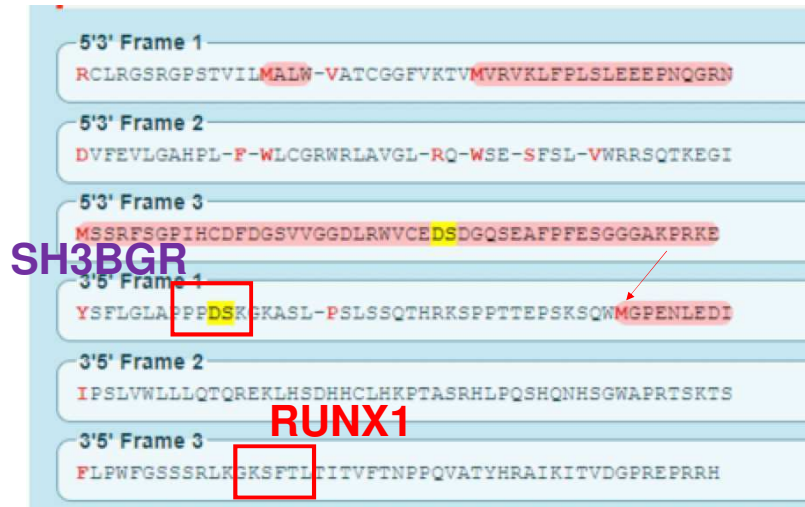 5'3' Frame 1
RCLRGSRGPSTVILMALW-VATCGGFVKTVMVRVKLFPLSLEEEPNQGRN
5'3' Frame 2
DVFEVLGAHPL-F-WLCGRWRLAVGL-RQ-WSE-SFSL-VWRRSQTKEGI
5'3' Frame 3
MSSRFSGPIHCDFDGSVVGGDLRWVCEDSDGQSEAFPFESGGGAKPRKE
SH3BGR
3'5' Frame 1
YSFLGLAPPPDSKGKASL-PSLSSQTHRKSPPTTEPSKSQWMGPENLEDI
3'5' Frame 2
IPSLVWLLLQTQREKLHSDHHCLHKPTASRHLPQSHQNHSGWAPRTSKTS
RUNX1
3'5' Frame 3
FLPWFGSSSRLKGKSFTLTITVFTNPPQVATYHRAIKITVDGPREPRRH